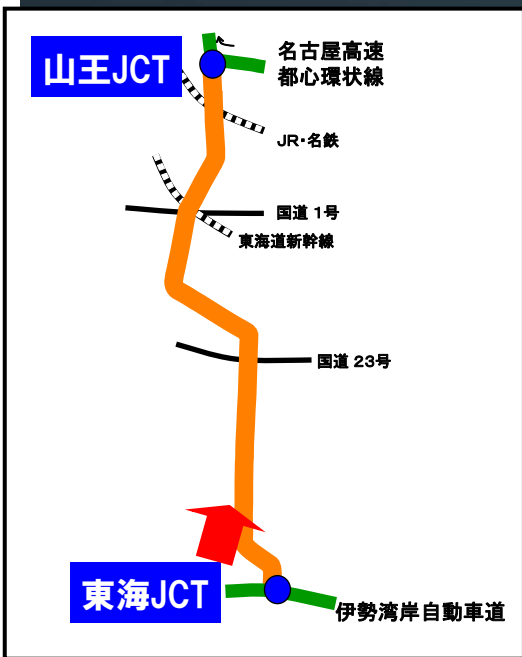 山王JCT
名古屋高速
都心環状線
JR・名鉄
国道 1号
東海道新幹線
国道 23号
東海JCT
伊勢湾岸自動車道